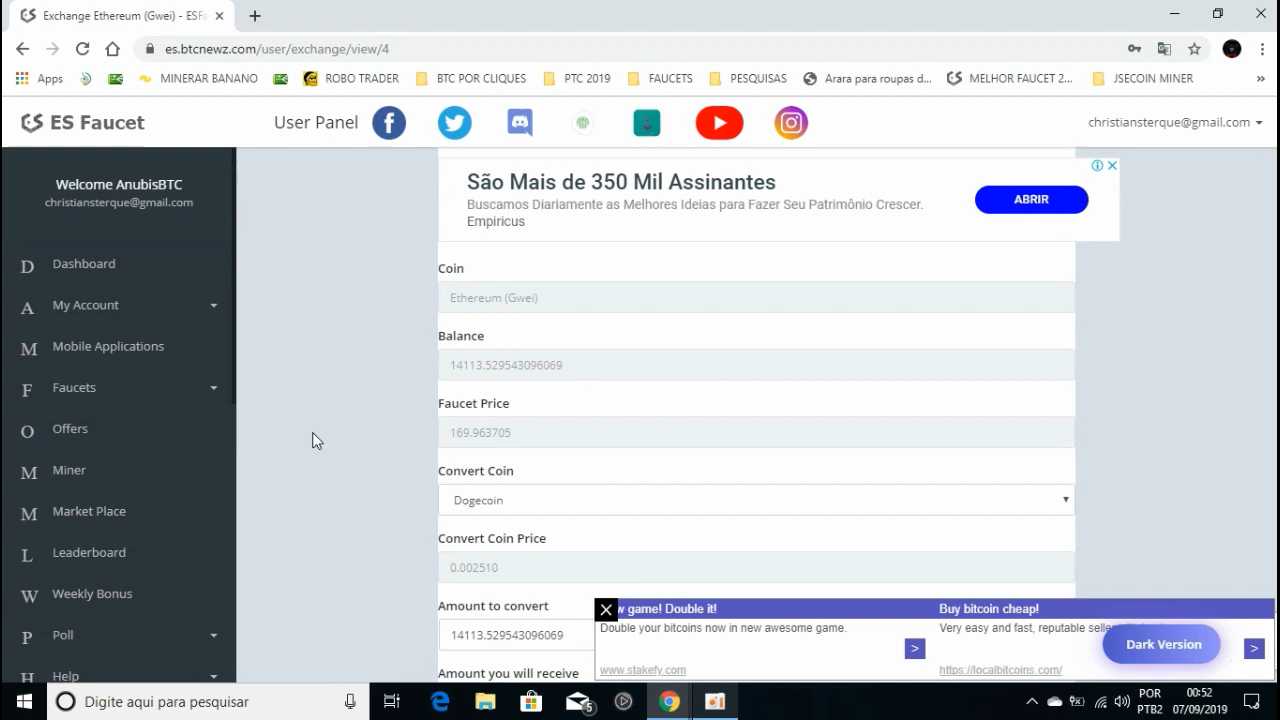 Exchange Ethereum (Gwei) - ESFa
es.btcnewz.com/user/exchange/view/4
Apps
MINERAR BANANO
ROBO TRADER
BTC POR CLIQUES
PTC 2019
FAUCETS
PESQUISAS
Arara para roupas d...
MELHOR FAUCET 2...
JSECOIN MINER
»
ES Faucet
User Panel
christiansterque@gmail.com
Welcome AnubisBTC
christiansterque@gmail.com
D Dashboard
A My Account
M Mobile Applications
F Faucets
O Offers
M Miner
M Market Place
L Leaderboard
W Weekly Bonus
P Poll
H Help
São Mais de 350 Mil Assinantes
Buscamos Diariamente as Melhores Ideias para Fazer Seu Patrimônio Crescer.
Empiricus
ABRIR
Coin
Ethereum (Gwei)
Balance
14113.529543096069
Faucet Price
169.963705
Convert Coin
Dogecoin
Convert Coin Price
0.002510
Amount to convert
14113.529543096069
Amount you will receive
game! Double it!
Double your bitcoins now in new awesome game.
>
www.stakefy.com
Buy bitcoin cheap!
Very easy and fast, reputable
https://localbitcoins.com/
>
Dark Version
Digite aqui para pesquisar
5
POR
PTB2
00:52
07/09/2019